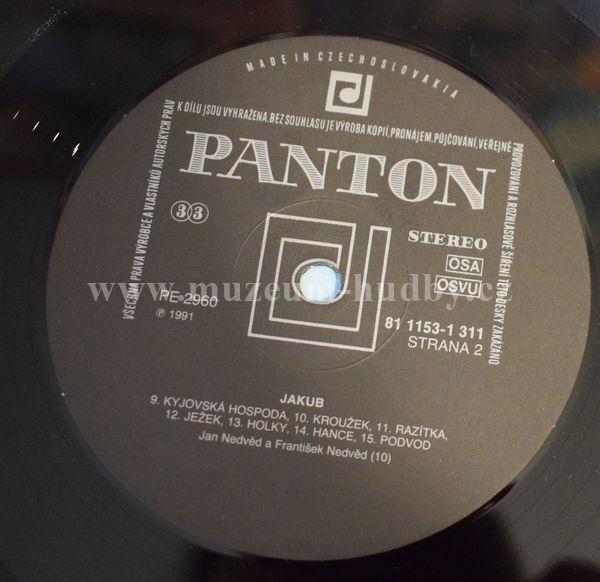 MADE IN CZECHOSLOVAKIA
VŠECHNA PRÁVA VÝROBCE A VLASTNÍKŮ AUTORSKÝCH PRÁV
K DÍLU JSOU VYHRAŽENA. BEZ SOUHLASU JE VÝROBA KOPIÍ, PRONÁJEM, PŮJČOVÁNÍ, VEŘEJNÉ
PROVOZOVÁNÍ A ROZHLASOVÉ ŠÍŘENÍ TÉTO DESKY ZAKÁZÁNO
PANTON
33
STEREO
OSA
OSVU
www.muzeum-hudby.cz
PE 2960
℗ 1991
81 1153-1 311
STRANA 2
JAKUB
9. KYJOVSKÁ HOSPODA, 10. KROUŽEK, 11. RAZÍTKA,
12. JEŽEK, 13. HOLKY, 14. HANCE, 15. PODVOD
Jan Nedvěd a František Nedvěd (10)